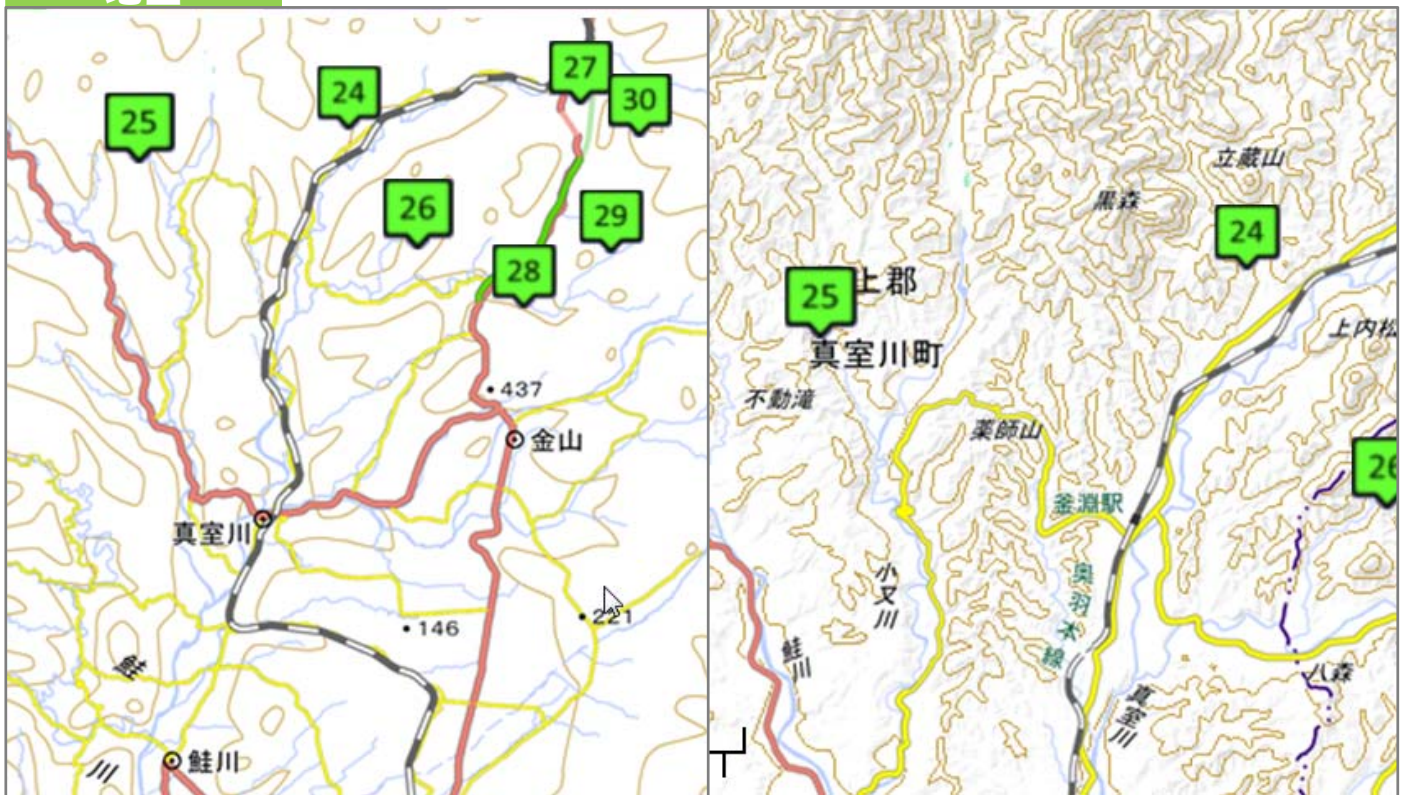 27
24
30
25
26
29
28
437
金山
真室川
146
221
鮭
川
鮭川
立蔵山
黒森
24
25
上郡
上内松
真室川町
不動滝
薬師山
26
釜淵駅
奥羽本線
小又川
鮭川
真室川
八森